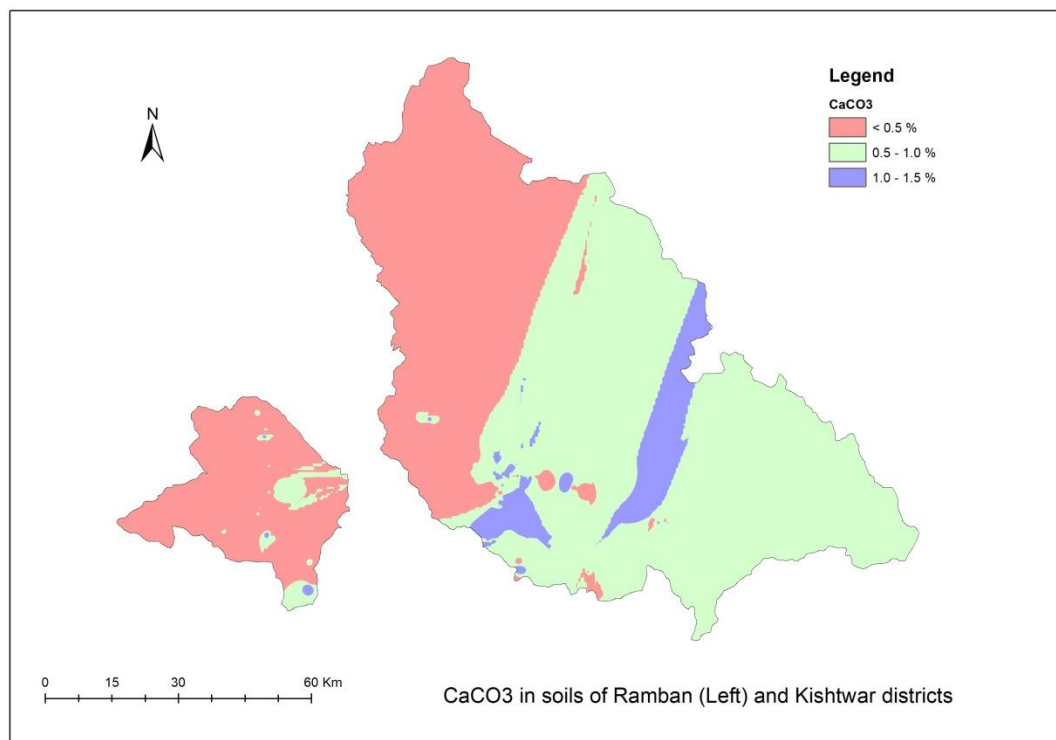 Legend
N
CaCO3
< 0.5 %
0.5 - 1.0 %
1.0 - 1.5 %
0 15 30 60 Km
CaCO3 in soils of Ramban (Left) and Kishtwar districts